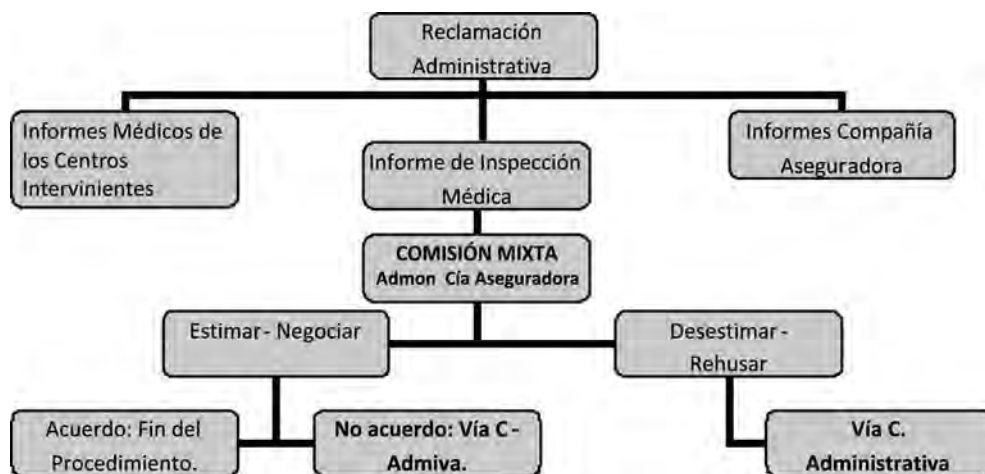 Reclamación
Administrativa
Informes Médicos de
los Centros
Intervinientes
Informe de Inspección
Médica
Informes Compañía
Aseguradora
COMISIÓN MIXTA
Admon Cía Aseguradora
Estimar- Negociar
Desestimar -
Rehusar
Acuerdo: Fin del
Procedimiento.
No acuerdo: Vía C -
Admiva.
Vía C.
Administrativa